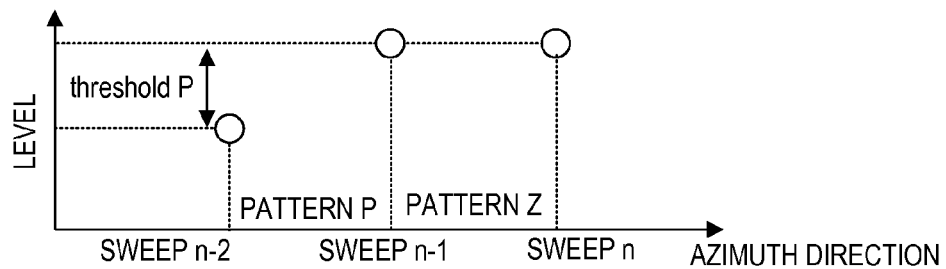 threshold P
LEVEL
PATTERN P
PATTERN Z
SWEEP n-2
SWEEP n-1
SWEEP n
AZIMUTH DIRECTION